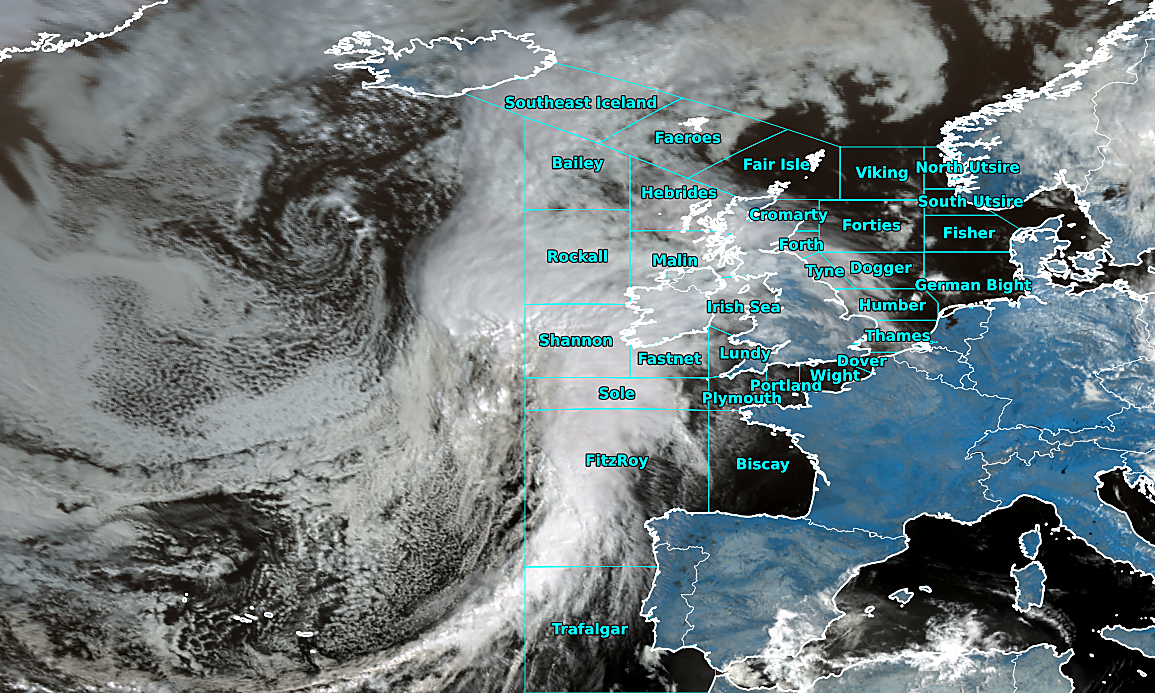 Southeast Iceland
Faeroes
Bailey
Fair Isle
North Utsire
Viking
Hebrides
South Utsire
Cromarty
Forties
Fisher
Forth
Rockall
Malin
Tyne
Dogger
German Bight
Irish Sea
Humber
Thames
Shannon
Fastnet
Lundy
Dover
Wight
Portland
Sole
Plymouth
FitzRoy
Biscay
Trafalgar